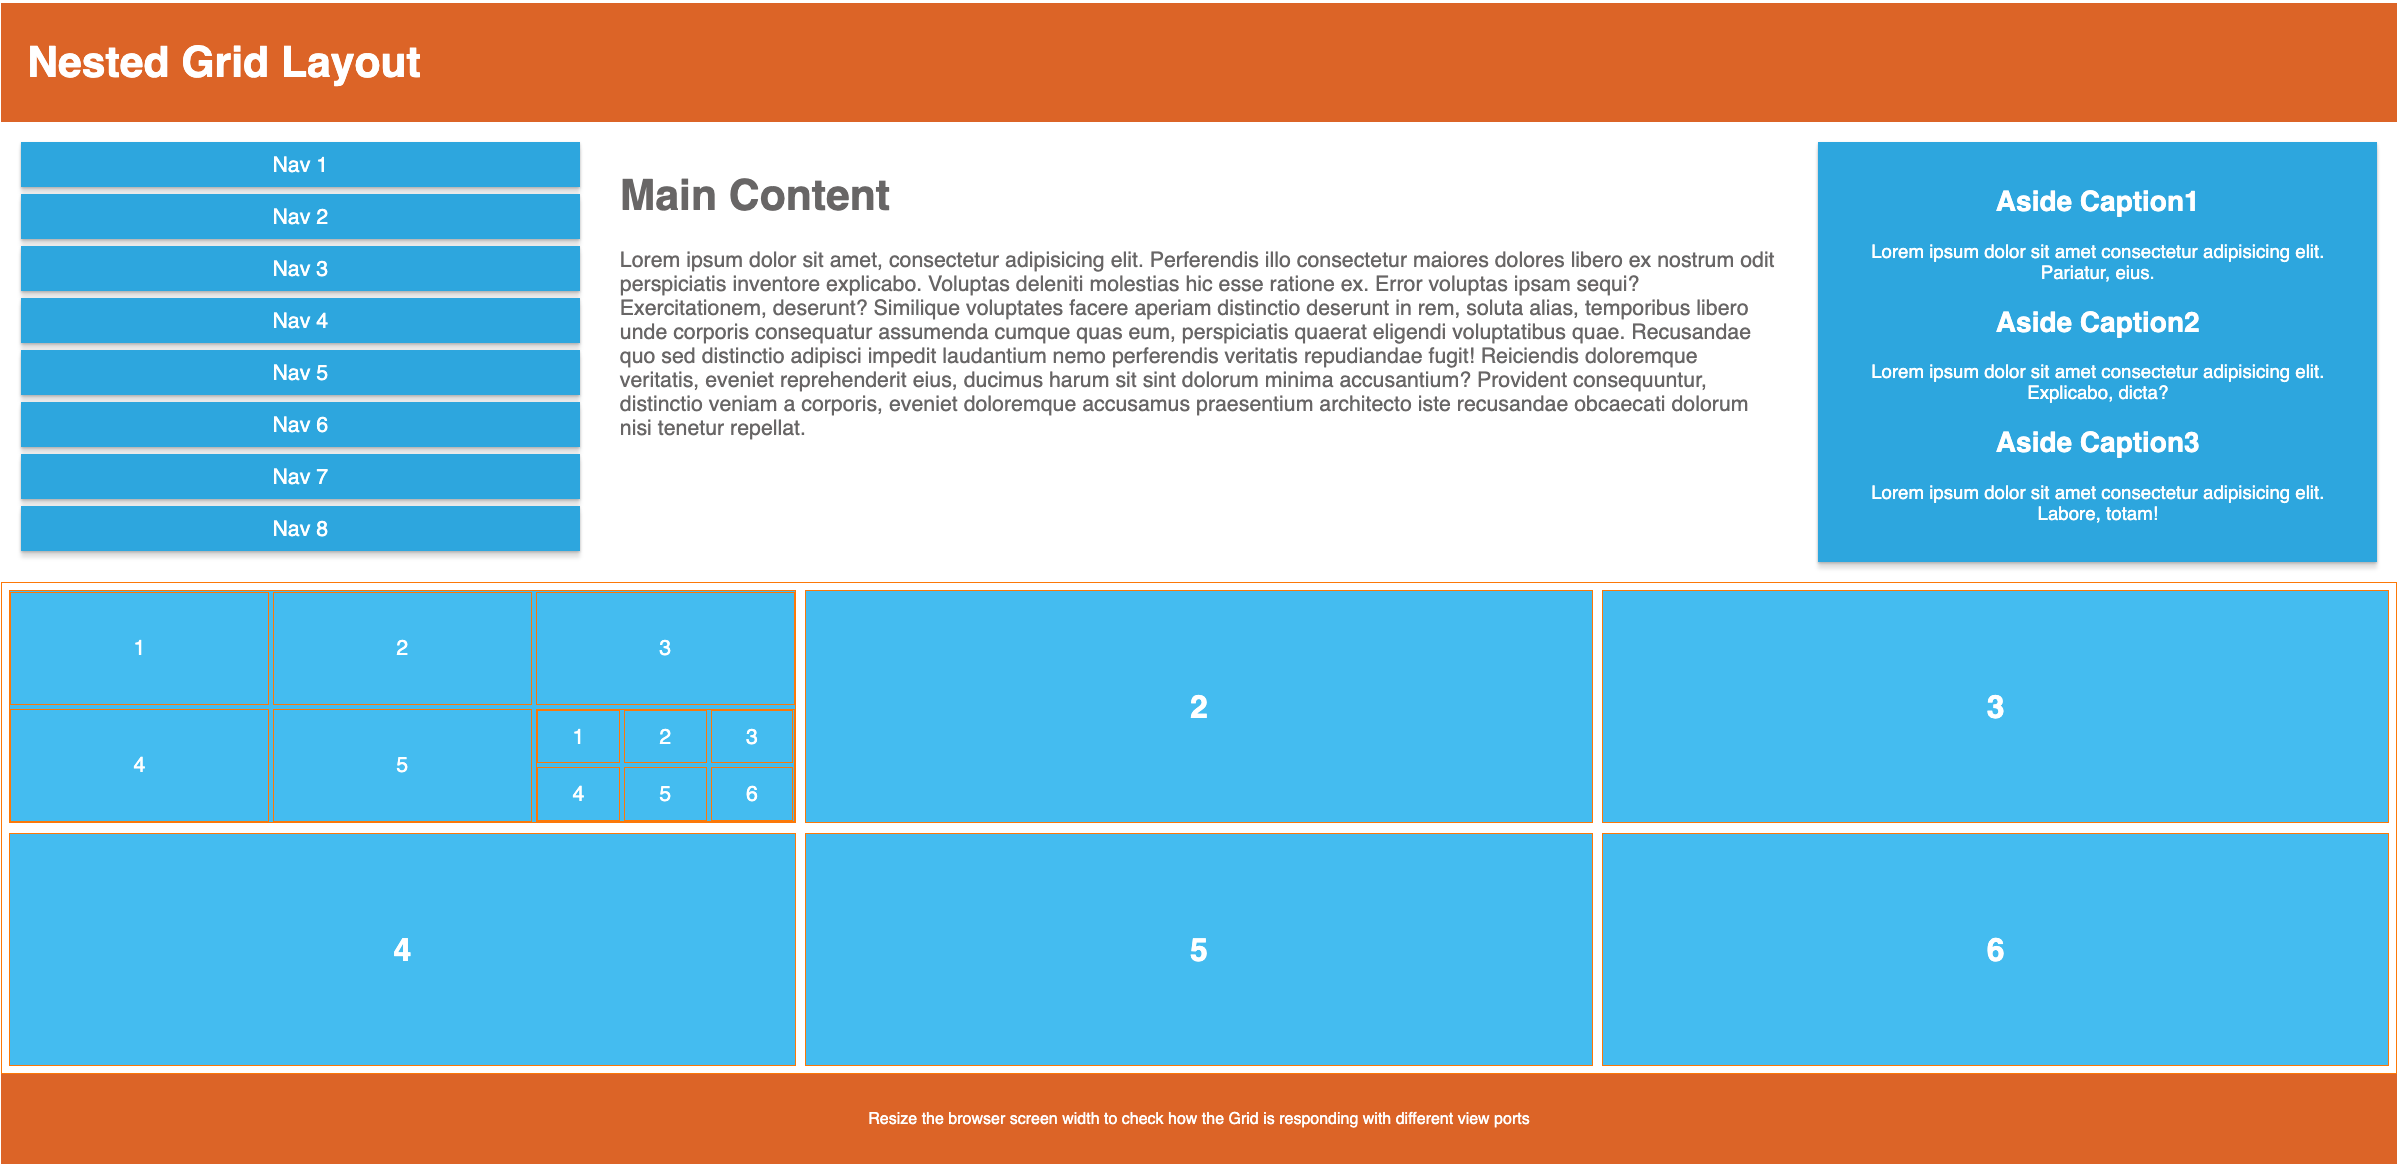 Nested Grid Layout
Nav 1
Nav 2
Nav 3
Nav 4
Nav 5
Nav 6
Nav 7
Nav 8
Main Content
Lorem ipsum dolor sit amet, consectetur adipisicing elit. Perferendis illo consectetur maiores dolores libero ex nostrum odit
perspiciatis inventore explicabo. Voluptas deleniti molestias hic esse ratione ex. Error voluptas ipsam sequi?
Exercitationem, deserunt? Similique voluptates facere aperiam distinctio deserunt in rem, soluta alias, temporibus libero
unde corporis consequatur assumenda cumque quas eum, perspiciatis quaerat eligendi voluptatibus quae. Recusandae
quo sed distinctio adipisci impedit laudantium nemo perferendis veritatis repudiandae fugit! Reiciendis doloremque
veritatis, eveniet reprehenderit eius, ducimus harum sit sint dolorum minima accusantium? Provident consequuntur,
distinctio veniam a corporis, eveniet doloremque accusamus praesentium architecto iste recusandae obcaecati dolorum
nisi tenetur repellat.
Aside Caption1
Lorem ipsum dolor sit amet consectetur adipisicing elit.
Pariatur, eius.
Aside Caption2
Lorem ipsum dolor sit amet consectetur adipisicing elit.
Explicabo, dicta?
Aside Caption3
Lorem ipsum dolor sit amet consectetur adipisicing elit.
Labore, totam!
1
2
3
4
5
1
2
3
4
5
6
2
3
4
5
6
Resize the browser screen width to check how the Grid is responding with different view ports